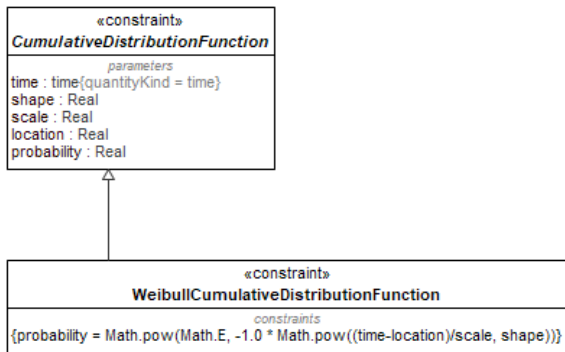 «constraint»
CumulativeDistributionFunction
parameters
time : time{quantityKind = time}
shape : Real
scale : Real
location : Real
probability : Real
«constraint»
WeibullCumulativeDistributionFunction
constraints
{probability = Math.pow(Math.E, -1.0 * Math.pow((time-location)/scale, shape))}